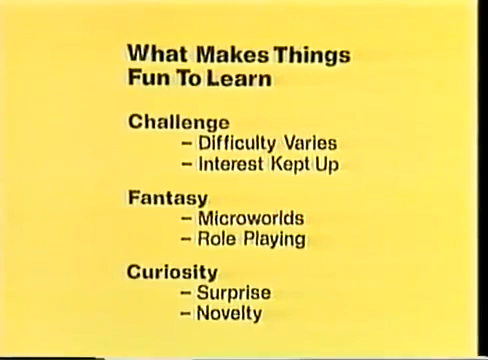 What Makes Things
Fun To Learn
Challenge
– Difficulty Varies
– Interest Kept Up
Fantasy
– Microworlds
– Role Playing
Curiosity
– Surprise
– Novelty